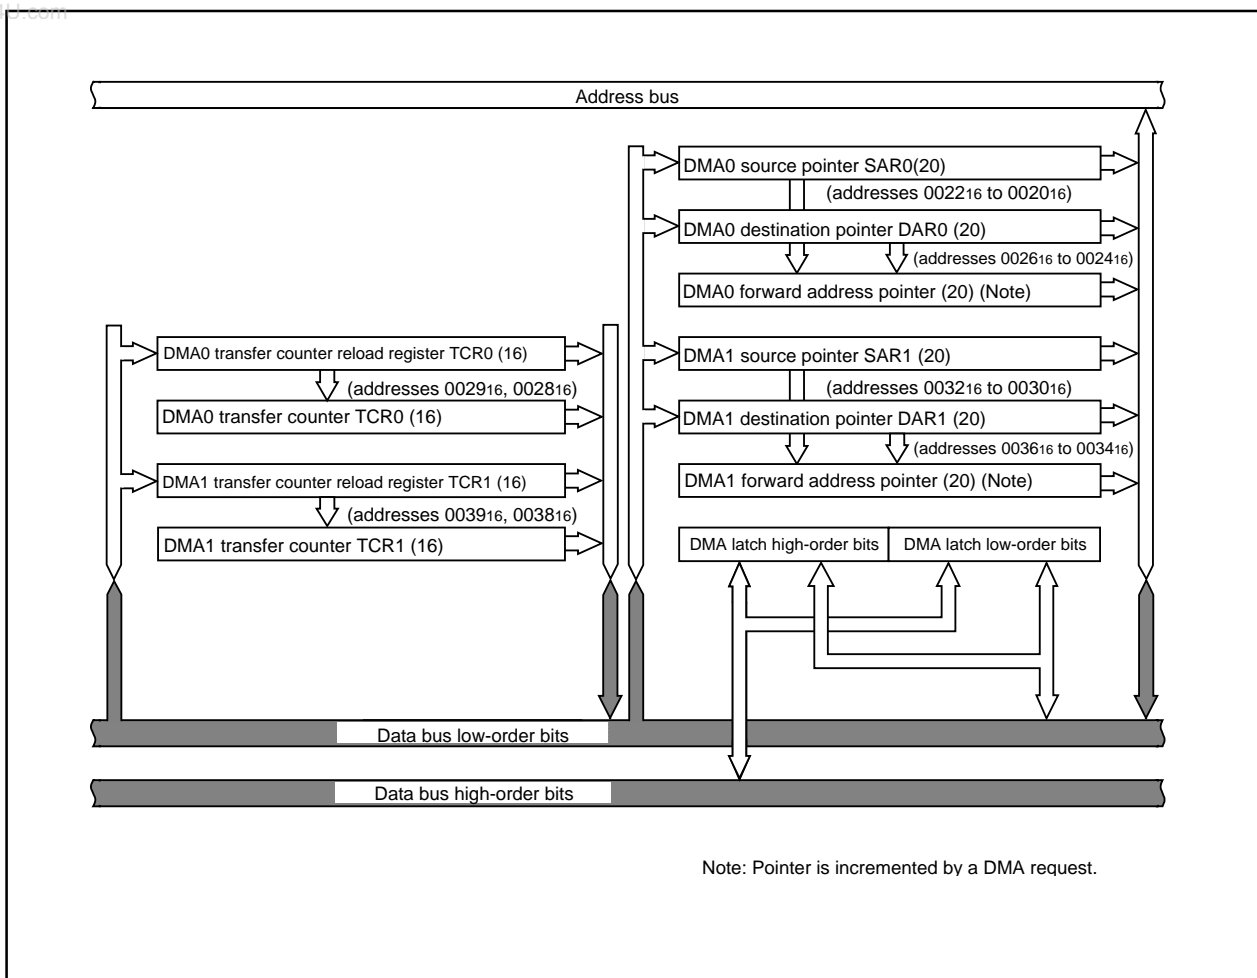 4U.com
Address bus
DMA0 source pointer SAR0(20)
(addresses 002216 to 002016)
DMA0 destination pointer DAR0 (20)
(addresses 002616 to 002416)
DMA0 forward address pointer (20) (Note)
DMA0 transfer counter reload register TCR0 (16)
(addresses 002916, 002816)
DMA0 transfer counter TCR0 (16)
DMA1 transfer counter reload register TCR1 (16)
(addresses 003916, 003816)
DMA1 transfer counter TCR1 (16)
DMA1 source pointer SAR1 (20)
(addresses 003216 to 003016)
DMA1 destination pointer DAR1 (20)
(addresses 003616 to 003416)
DMA1 forward address pointer (20) (Note)
DMA latch high-order bits
DMA latch low-order bits
Data bus low-order bits
Data bus high-order bits
Note: Pointer is incremented by a DMA request.